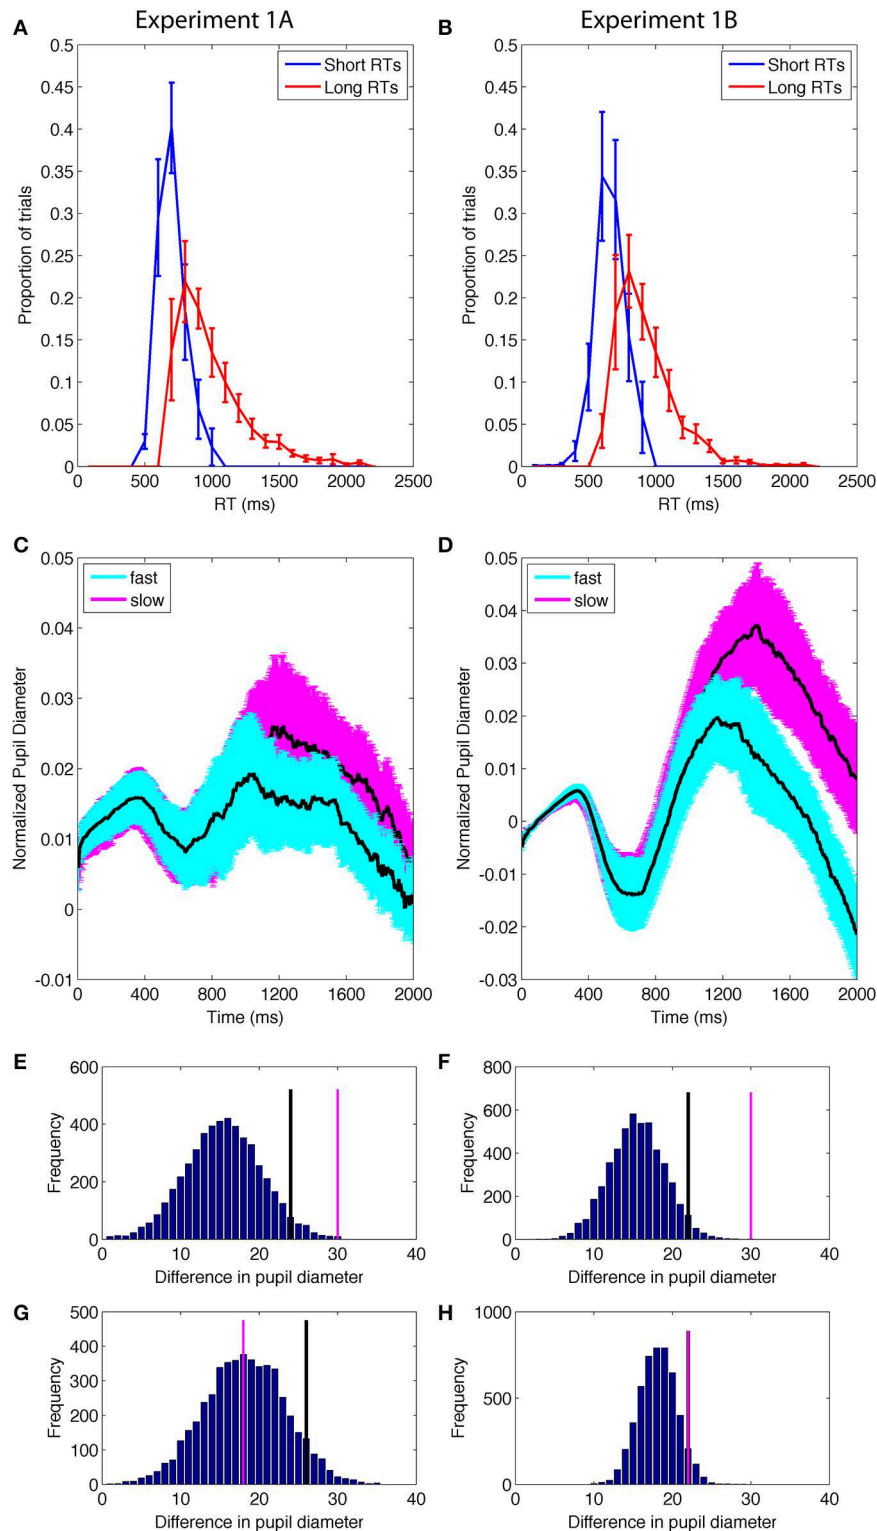 Experiment 1A
Experiment 1B
A
0.5
0.45
0.4
0.35
0.3
0.25
0.2
0.15
0.1
0.05
0
Proportion of trials
Short RTs
Long RTs
0 500 1000 1500 2000 2500
RT (ms)
B
0.5
0.45
0.4
0.35
0.3
0.25
0.2
0.15
0.1
0.05
0
Proportion of trials
Short RTs
Long RTs
0 500 1000 1500 2000 2500
RT (ms)
C
0.05
0.04
0.03
0.02
0.01
0
-0.01
Normalized Pupil Diameter
fast
slow
0 400 800 1200 1600 2000
Time (ms)
D
0.05
0.04
0.03
0.02
0.01
0
-0.01
-0.02
-0.03
Normalized Pupil Diameter
fast
slow
0 400 800 1200 1600 2000
Time (ms)
E
600
400
200
0
Frequency
0 10 20 30 40
Difference in pupil diameter
F
800
600
400
200
0
Frequency
0 10 20 30 40
Difference in pupil diameter
G
500
400
300
200
100
0
Frequency
0 10 20 30 40
Difference in pupil diameter
H
1000
500
0
Frequency
0 10 20 30 40
Difference in pupil diameter